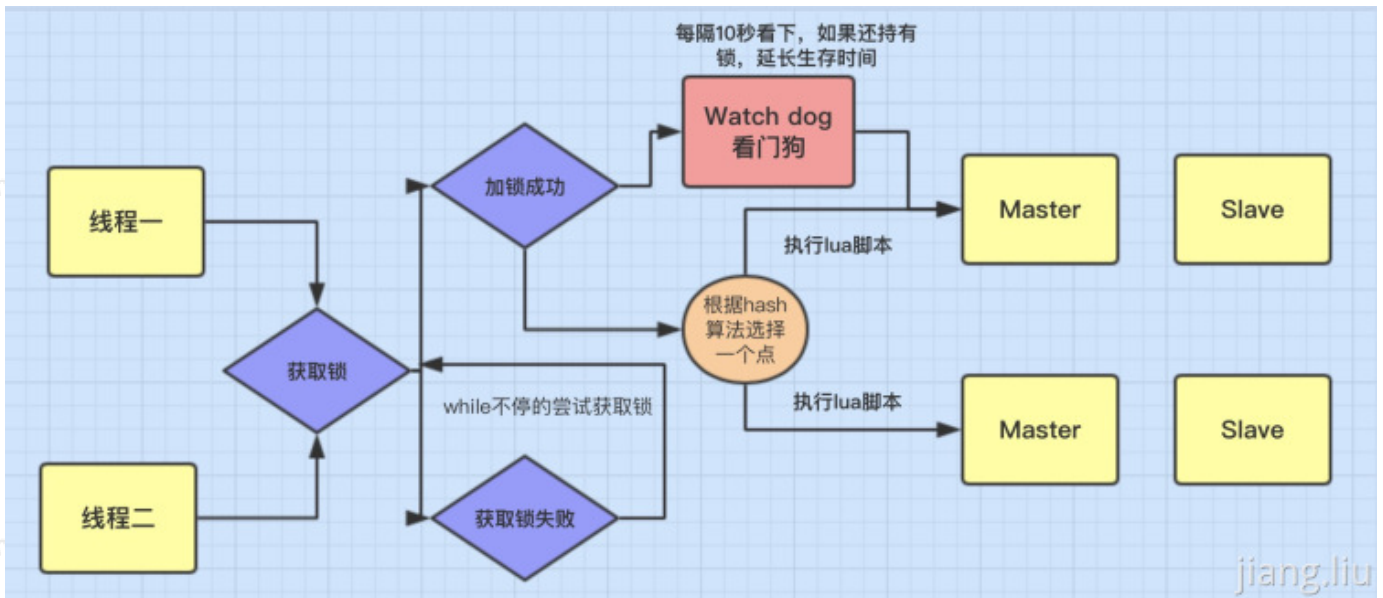 每隔10秒看下，如果还持有
锁，延长生存时间
Watch dog
看门狗
加锁成功
线程一
Master
Slave
执行lua脚本
根据hash
算法选择
一个点
获取锁
while不停的尝试获取锁
执行lua脚本
Master
Slave
线程二
获取锁失败
jiang.liu